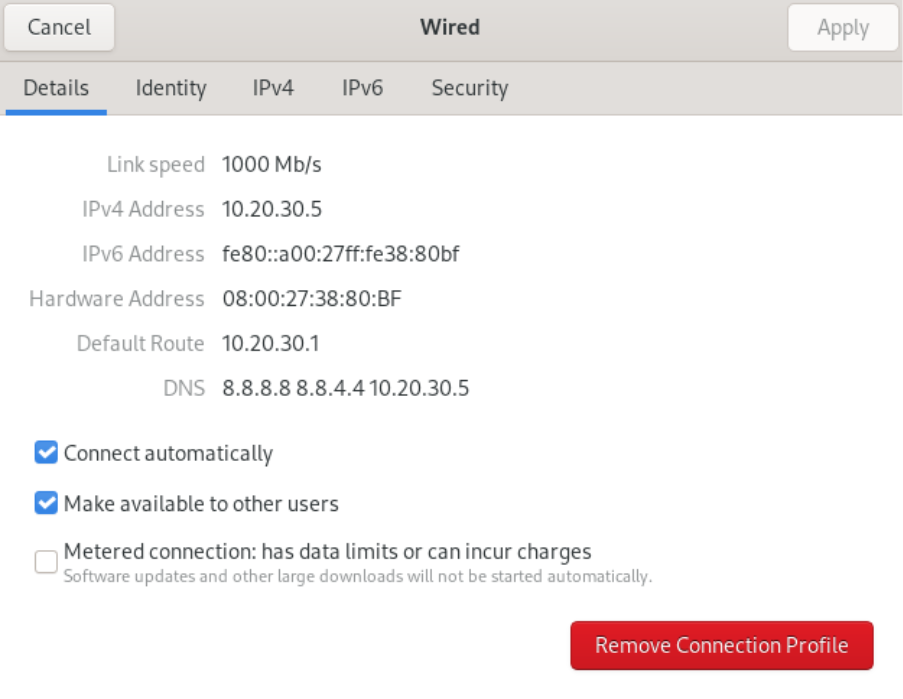 Cancel Wired Apply
Details Identity IPv4 IPv6 Security
Link speed 1000 Mb/s
IPv4 Address 10.20.30.5
IPv6 Address fe80::a00:27ff:fe38:80bf
Hardware Address 08:00:27:38:80:BF
Default Route 10.20.30.1
DNS 8.8.8.8 8.8.4.4 10.20.30.5
Connect automatically
Make available to other users
Metered connection: has data limits or can incur charges
Software updates and other large downloads will not be started automatically.
Remove Connection Profile